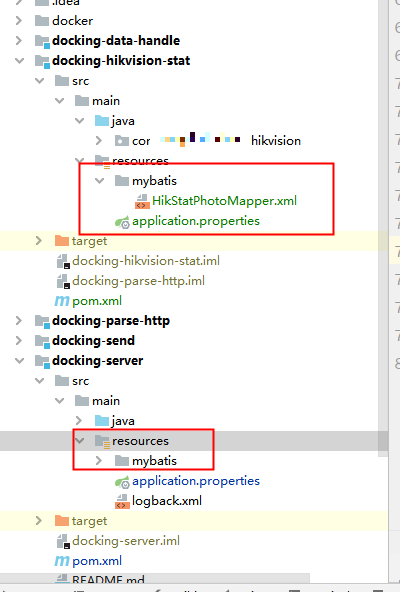 .idea
docker
docking-data-handle
docking-hikvision-stat
src
main
java
hikvision
resources
mybatis
HikStatPhotoMapper.xml
application.properties
target
docking-hikvision-stat.iml
docking-parse-http.iml
pom.xml
docking-parse-http
docking-send
docking-server
src
main
java
resources
mybatis
application.properties
logback.xml
target
docking-server.iml
pom.xml
README.md